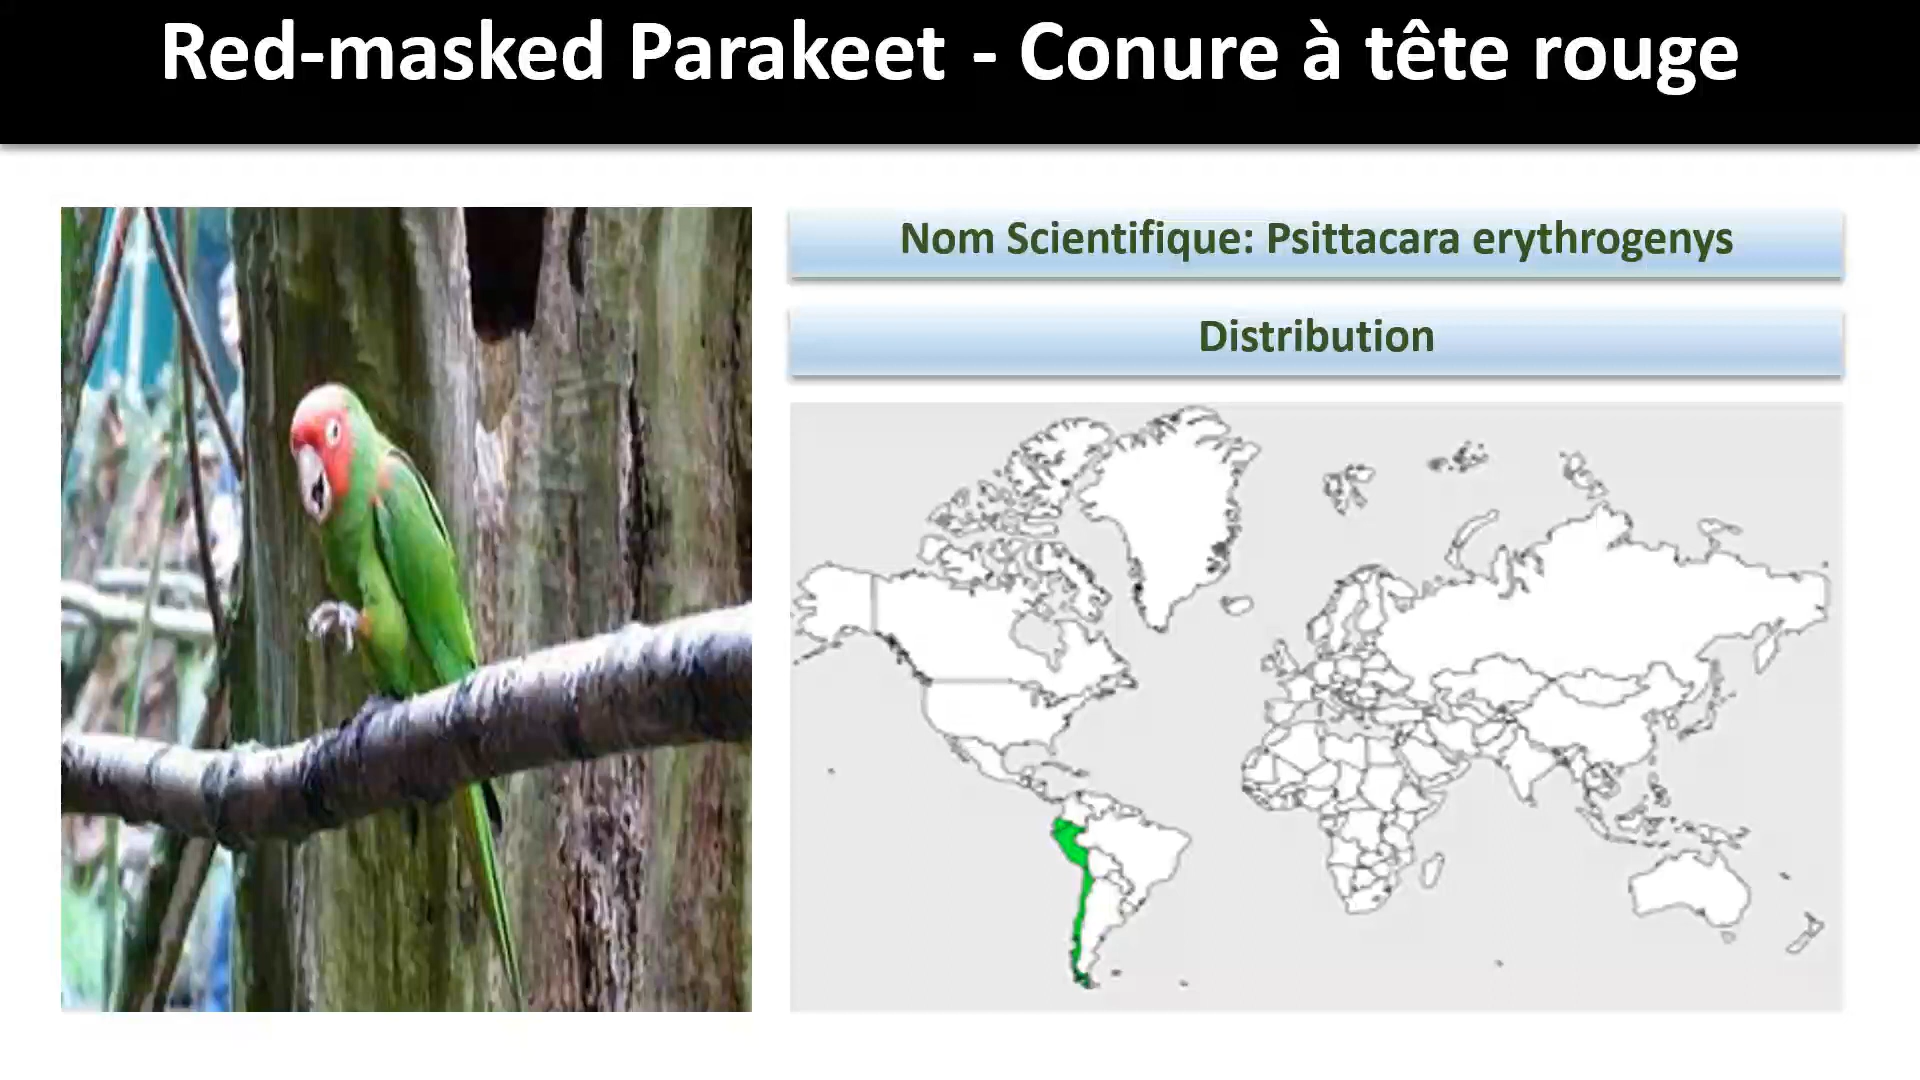 Red-masked Parakeet - Conure à tête rouge
Nom Scientifique: Psittacara erythrogenys
Distribution